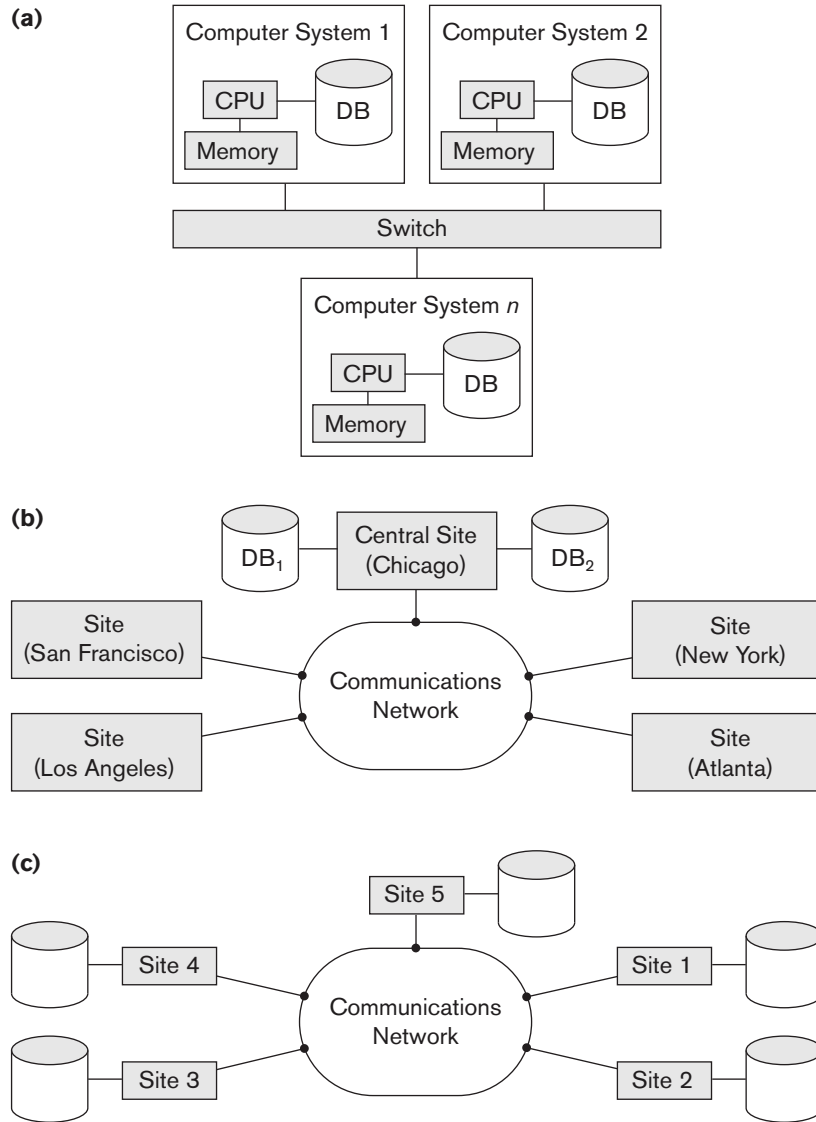 (a)
Computer System 1
CPU
DB
Memory
Computer System 2
CPU
DB
Memory
Switch
Computer System n
CPU
DB
Memory
(b)
DB1
Central Site
(Chicago)
DB2
Site
(San Francisco)
Site
(New York)
Communications
Network
Site
(Los Angeles)
Site
(Atlanta)
(c)
Site 5
Site 4
Site 1
Communications
Network
Site 3
Site 2